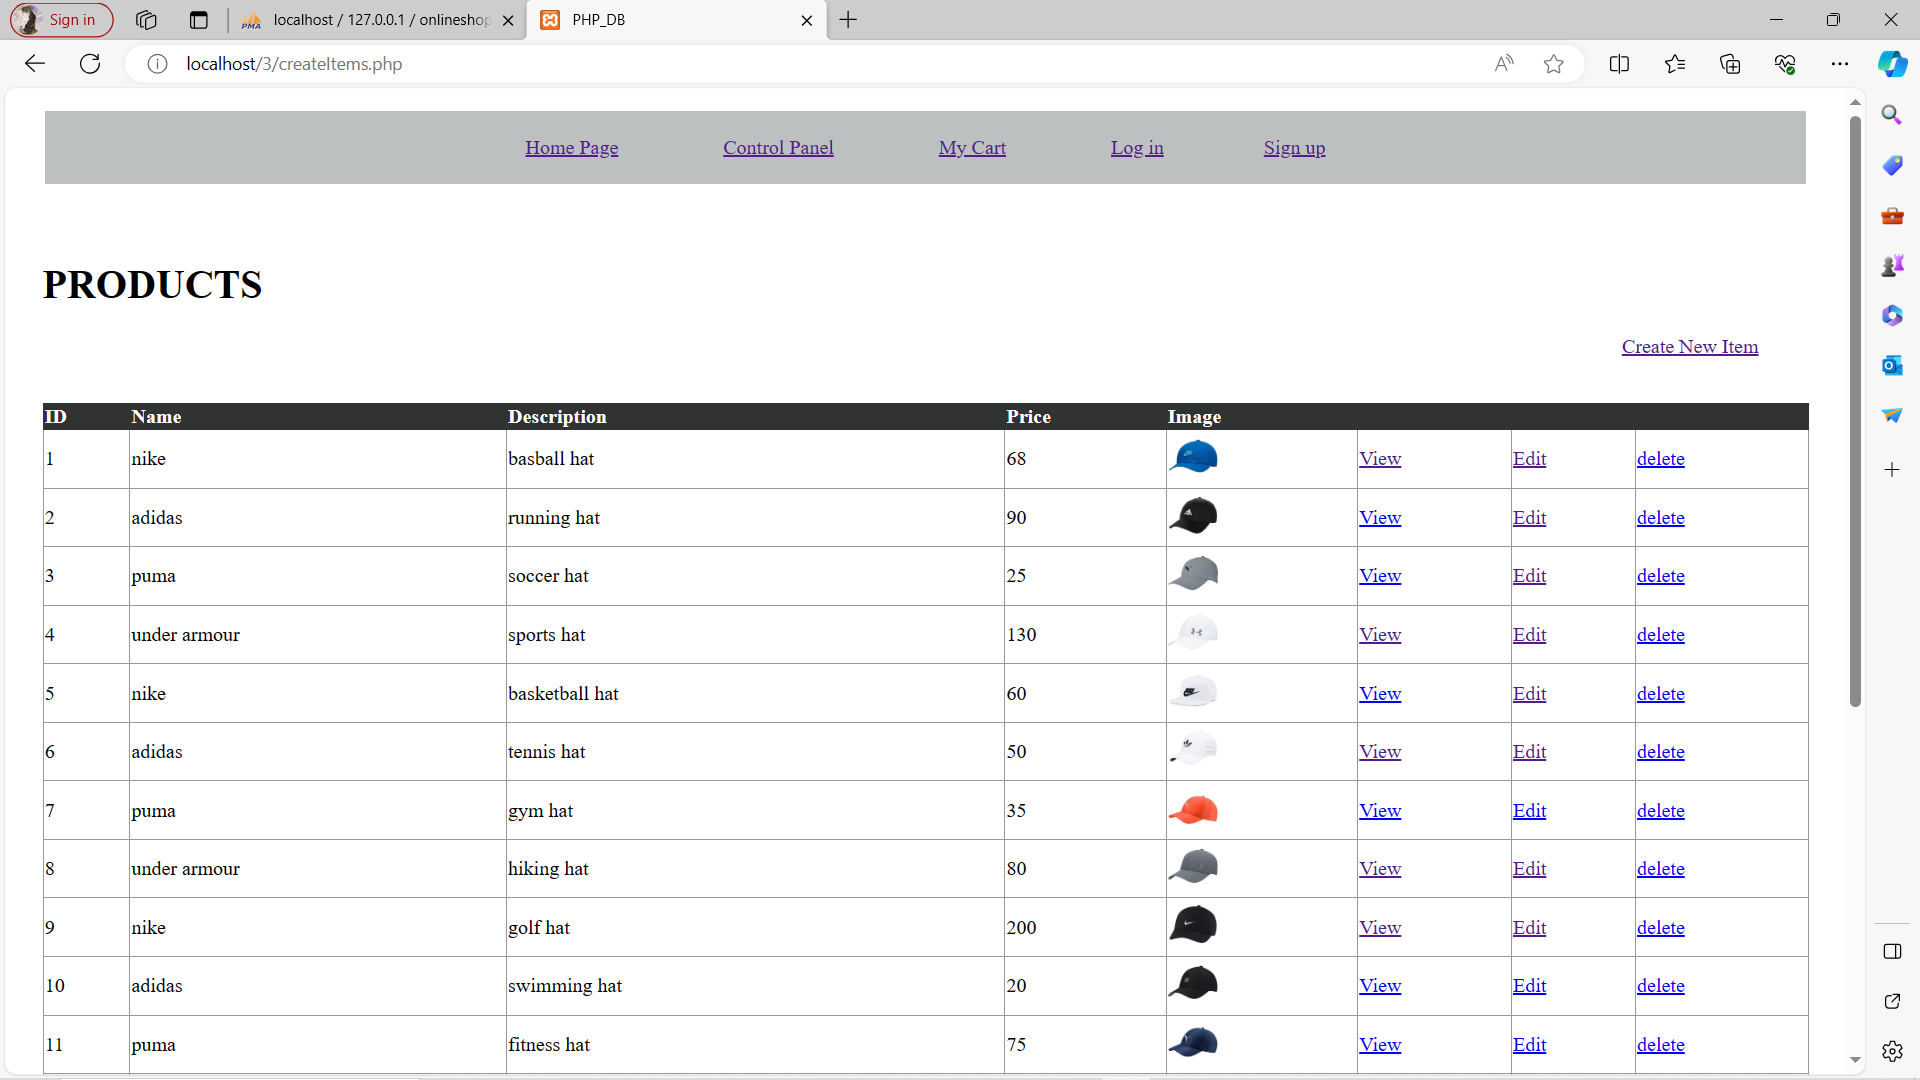 Sign in
localhost / 127.0.0.1 / onlineshop
PHP_DB
localhost/3/createItems.php
Home Page Control Panel My Cart Log in Sign up
PRODUCTS
Create New Item
ID Name Description Price Image
1 nike basball hat 68 View Edit delete
2 adidas running hat 90 View Edit delete
3 puma soccer hat 25 View Edit delete
4 under armour sports hat 130 View Edit delete
5 nike basketball hat 60 View Edit delete
6 adidas tennis hat 50 View Edit delete
7 puma gym hat 35 View Edit delete
8 under armour hiking hat 80 View Edit delete
9 nike golf hat 200 View Edit delete
10 adidas swimming hat 20 View Edit delete
11 puma fitness hat 75 View Edit delete